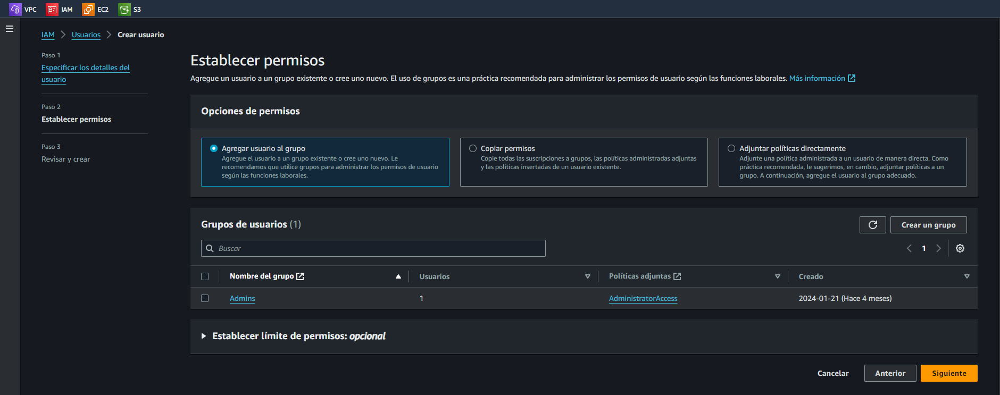 VPC IAM EC2 S3
IAM > Usuarios > Crear usuario
Paso 1
Especificar los detalles del
usuario
Paso 2
Establecer permisos
Paso 3
Revisar y crear
Establecer permisos
Agregue un usuario a un grupo existente o cree uno nuevo. El uso de grupos es una práctica recomendada para administrar los permisos de usuario según las funciones laborales. Más información
Opciones de permisos
Agregar usuario al grupo
Agregue el usuario a un grupo existente o cree uno nuevo. Le
recomendamos que utilice grupos para administrar los permisos de usuario
según las funciones laborales.
Copiar permisos
Copie todas las suscripciones a grupos, las políticas administradas adjuntas
y las políticas insertadas de un usuario existente.
Adjuntar políticas directamente
Adjunte una política administrada a un usuario de manera directa. Como
práctica recomendada, le sugerimos, en cambio, adjuntar políticas a un
grupo. A continuación, agregue el usuario al grupo adecuado.
Grupos de usuarios (1)
Crear un grupo
Buscar
1
Nombre del grupo Usuarios Políticas adjuntas Creado
Admins 1 AdministratorAccess 2024-01-21 (Hace 4 meses)
Establecer límite de permisos: opcional
Cancelar Anterior Siguiente